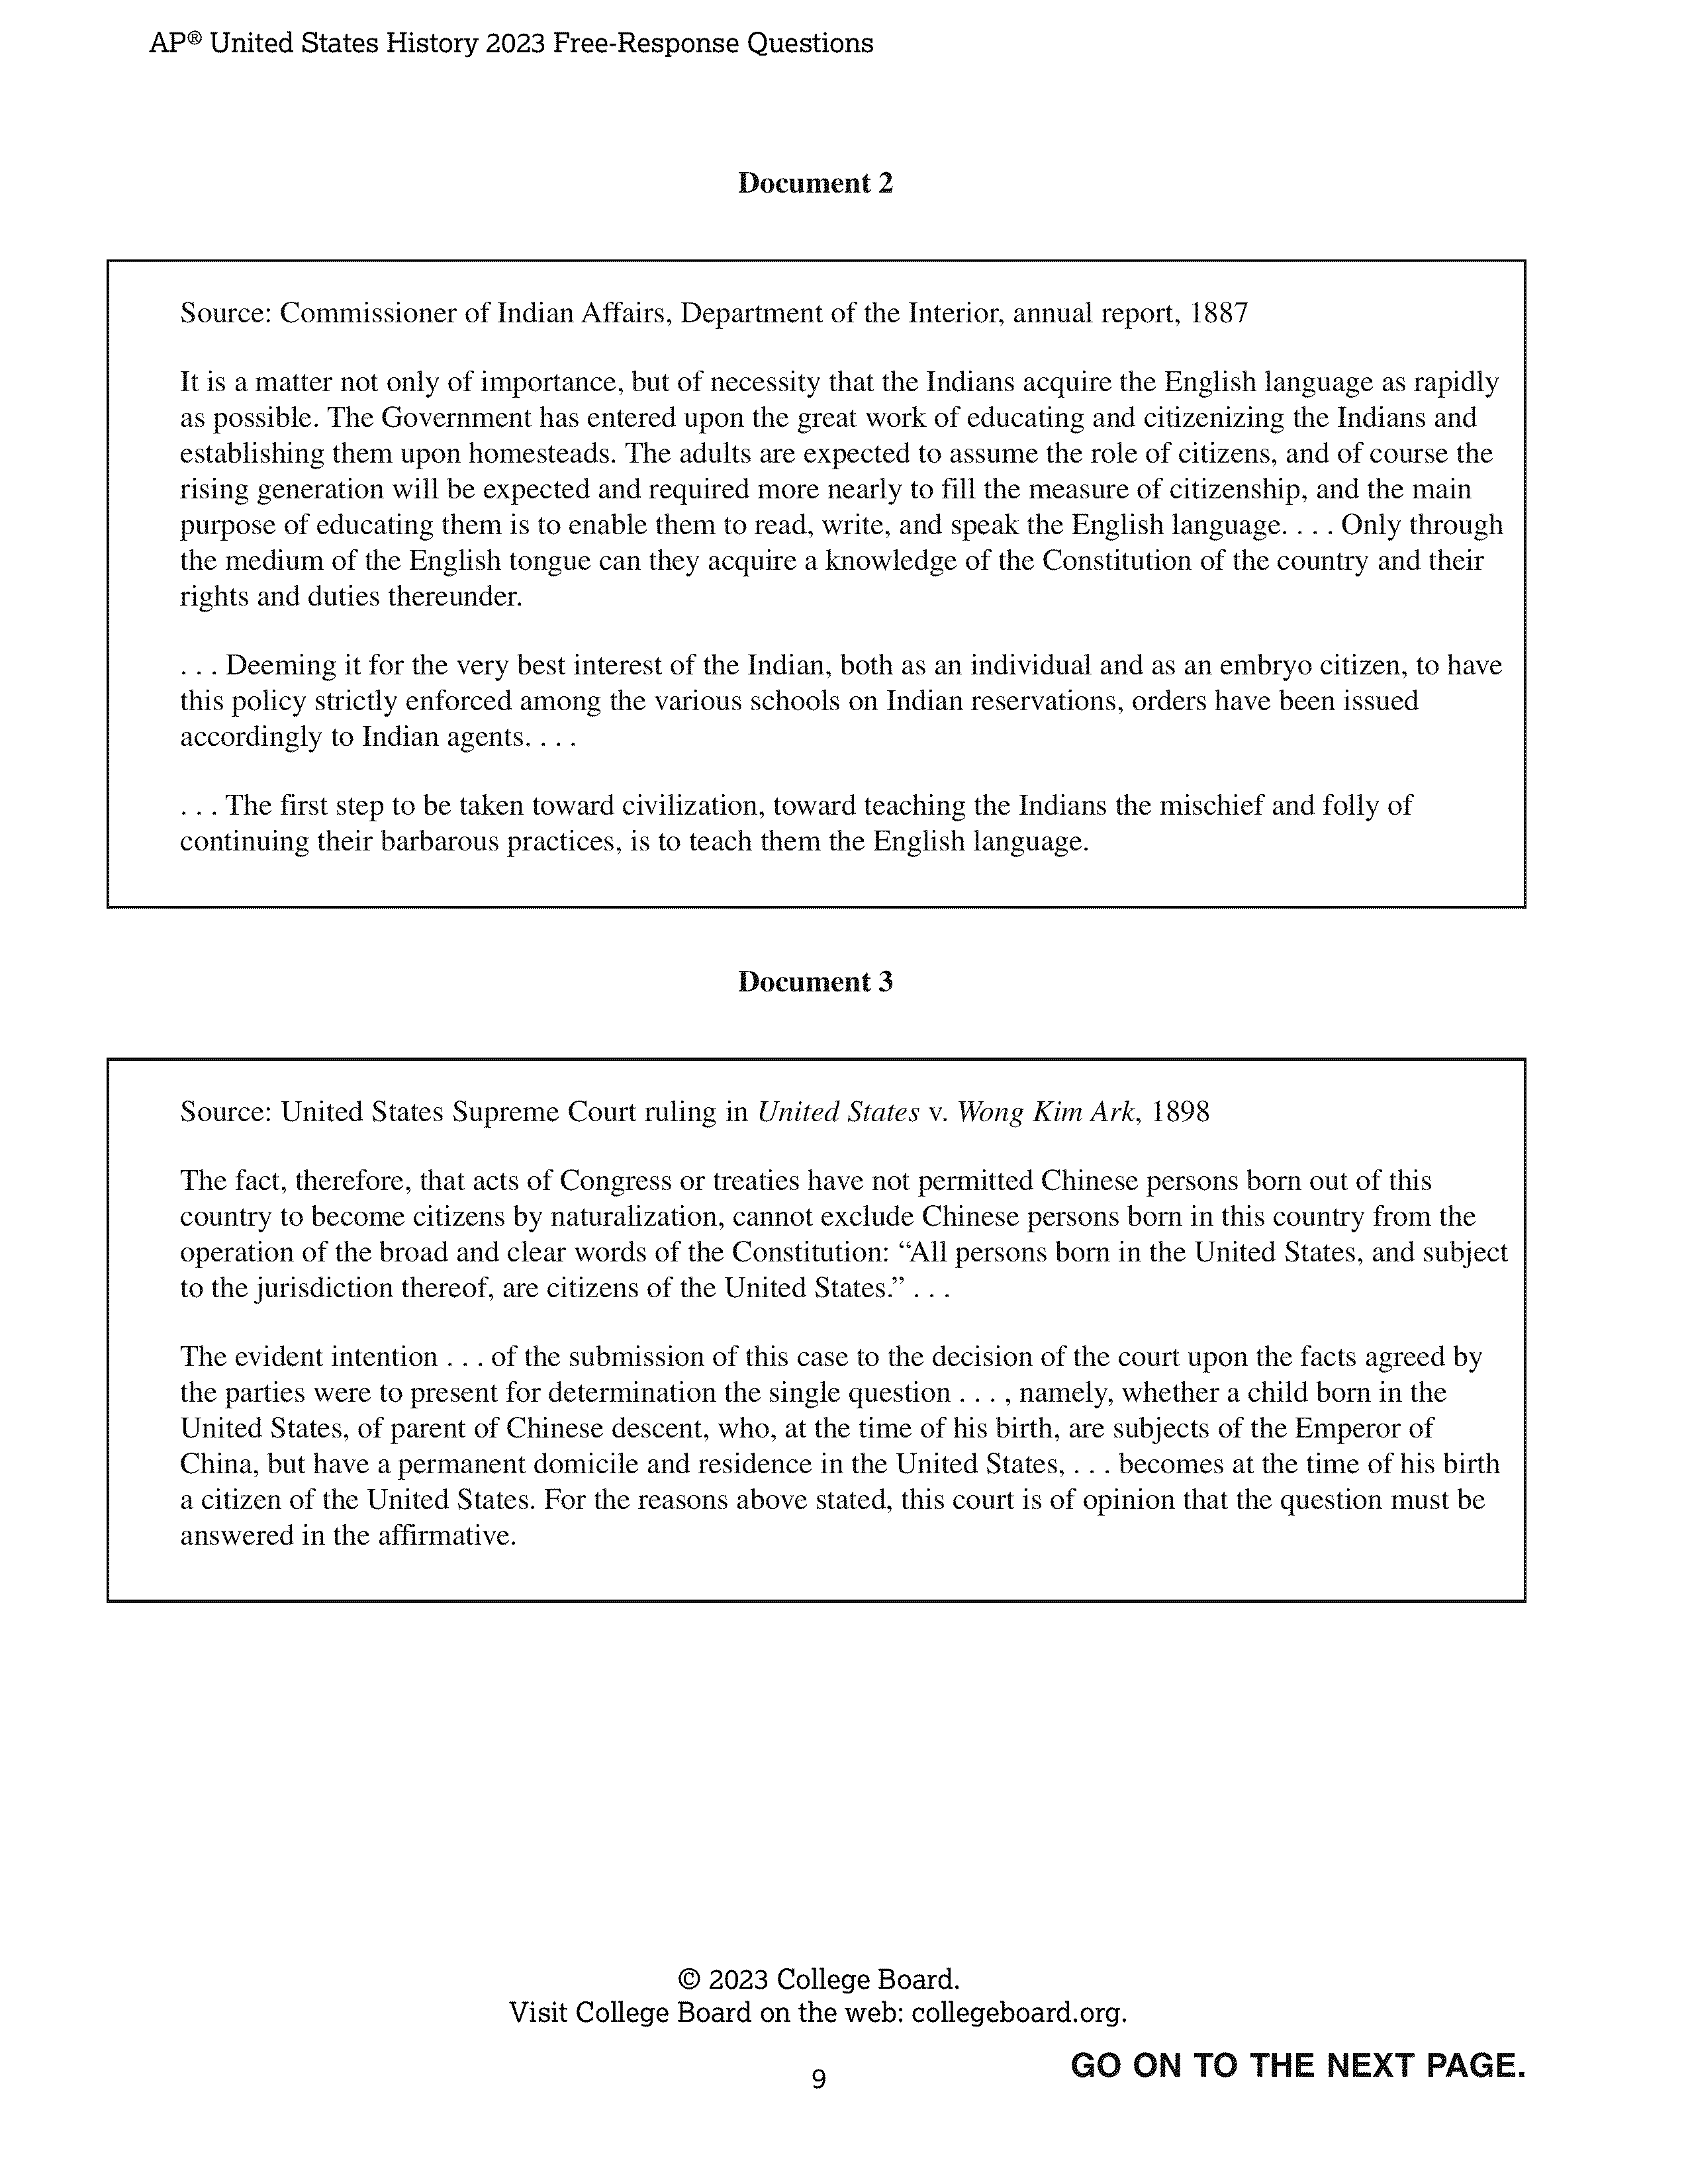 AP® United States History 2023 Free-Response Questions
Document 2
Source: Commissioner of Indian Affairs, Department of the Interior, annual report, 1887
It is a matter not only of importance, but of necessity that the Indians acquire the English language as rapidly
as possible. The Government has entered upon the great work of educating and citizenizing the Indians and
establishing them upon homesteads. The adults are expected to assume the role of citizens, and of course the
rising generation will be expected and required more nearly to fill the measure of citizenship, and the main
purpose of educating them is to enable them to read, write, and speak the English language. . . . Only through
the medium of the English tongue can they acquire a knowledge of the Constitution of the country and their
rights and duties thereunder.
. . . Deeming it for the very best interest of the Indian, both as an individual and as an embryo citizen, to have
this policy strictly enforced among the various schools on Indian reservations, orders have been issued
accordingly to Indian agents. . . .
. . . The first step to be taken toward civilization, toward teaching the Indians the mischief and folly of
continuing their barbarous practices, is to teach them the English language.
Document 3
Source: United States Supreme Court ruling in United States v. Wong Kim Ark, 1898
The fact, therefore, that acts of Congress or treaties have not permitted Chinese persons born out of this
country to become citizens by naturalization, cannot exclude Chinese persons born in this country from the
operation of the broad and clear words of the Constitution: “All persons born in the United States, and subject
to the jurisdiction thereof, are citizens of the United States.” . . .
The evident intention . . . of the submission of this case to the decision of the court upon the facts agreed by
the parties were to present for determination the single question . . . , namely, whether a child born in the
United States, of parent of Chinese descent, who, at the time of his birth, are subjects of the Emperor of
China, but have a permanent domicile and residence in the United States, . . . becomes at the time of his birth
a citizen of the United States. For the reasons above stated, this court is of opinion that the question must be
answered in the affirmative.
© 2023 College Board.
Visit College Board on the web: collegeboard.org.
GO ON TO THE NEXT PAGE.
9